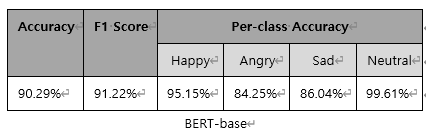 Accuracy F1 Score Per-class Accuracy
Happy Angry Sad Neutral
90.29% 91.22% 95.15% 84.25% 86.04% 99.61%
BERT-base